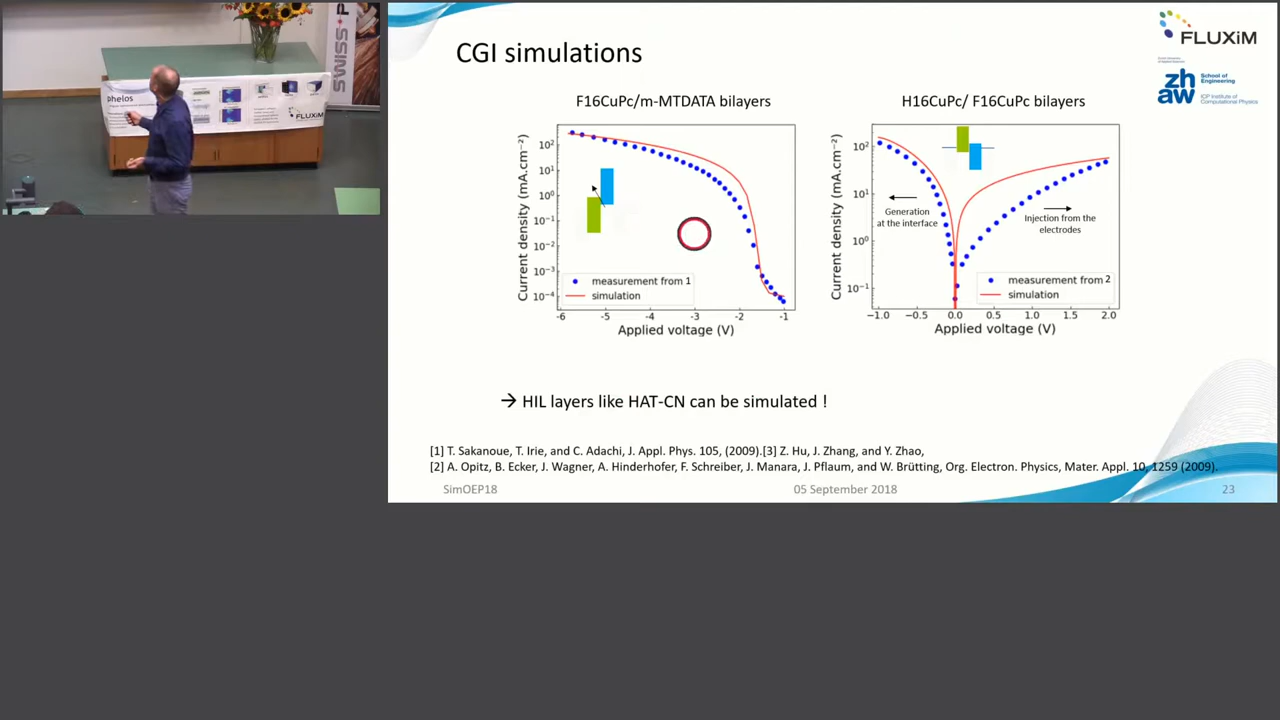 CGI simulations
FLUXiM
zh
aw
School of
Engineering
ICP Institute of
Computational Physics
F16CuPc/m-MTDATA bilayers
H16CuPc/ F16CuPc bilayers
Current density (mA.cm⁻²)
10²
10¹
10⁰
10⁻¹
10⁻²
10⁻³
10⁻⁴
measurement from 1
simulation
-6
-5
-4
-3
-2
-1
Applied voltage (V)
Current density (mA.cm⁻²)
10²
10¹
10⁰
10⁻¹
Generation
at the interface
Injection from the
electrodes
measurement from 2
simulation
−1.0
−0.5
0.0
0.5
1.0
1.5
2.0
Applied voltage (V)
→ HIL layers like HAT-CN can be simulated !
[1] T. Sakanoue, T. Irie, and C. Adachi, J. Appl. Phys. 105, (2009).[3] Z. Hu, J. Zhang, and Y. Zhao,
[2] A. Opitz, B. Ecker, J. Wagner, A. Hinderhofer, F. Schreiber, J. Manara, J. Pflaum, and W. Brütting, Org. Electron. Physics, Mater. Appl. 10, 1259 (2009).
SimOEP18
05 September 2018
23
phelos
FLUXiM
SWISS